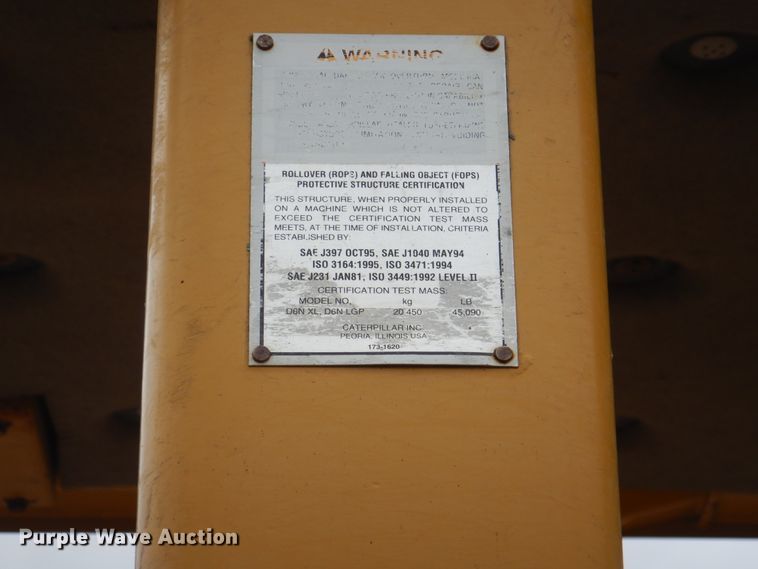 WARNING
CAN
NOT
ROLLOVER (ROPS) AND FALLING OBJECT (FOPS)
PROTECTIVE STRUCTURE CERTIFICATION
THIS STRUCTURE, WHEN PROPERLY INSTALLED
ON A MACHINE WHICH IS NOT ALTERED TO
EXCEED THE CERTIFICATION TEST MASS
MEETS, AT THE TIME OF INSTALLATION, CRITERIA
ESTABLISHED BY:
SAE J397 OCT95, SAE J1040 MAY94
ISO 3164:1995, ISO 3471:1994
SAE J231 JAN81, ISO 3449:1992 LEVEL II
CERTIFICATION TEST MASS:
MODEL NO. kg LB
D6N XL, D6N LGP 20 450 45,090
CATERPILLAR INC.
PEORIA, ILLINOIS USA
173-1620
Purple Wave Auction